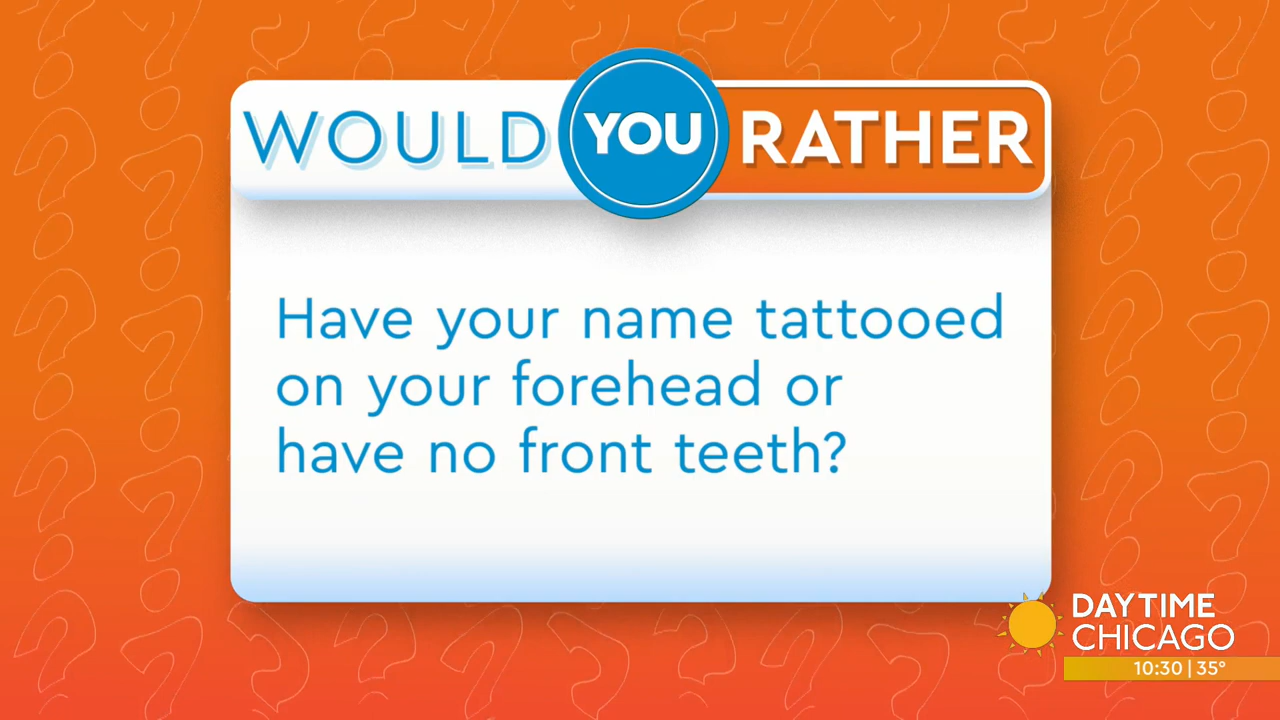 WOULD YOU RATHER
Have your name tattooed
on your forehead or
have no front teeth?
DAYTIME
CHICAGO
10:30 | 35°